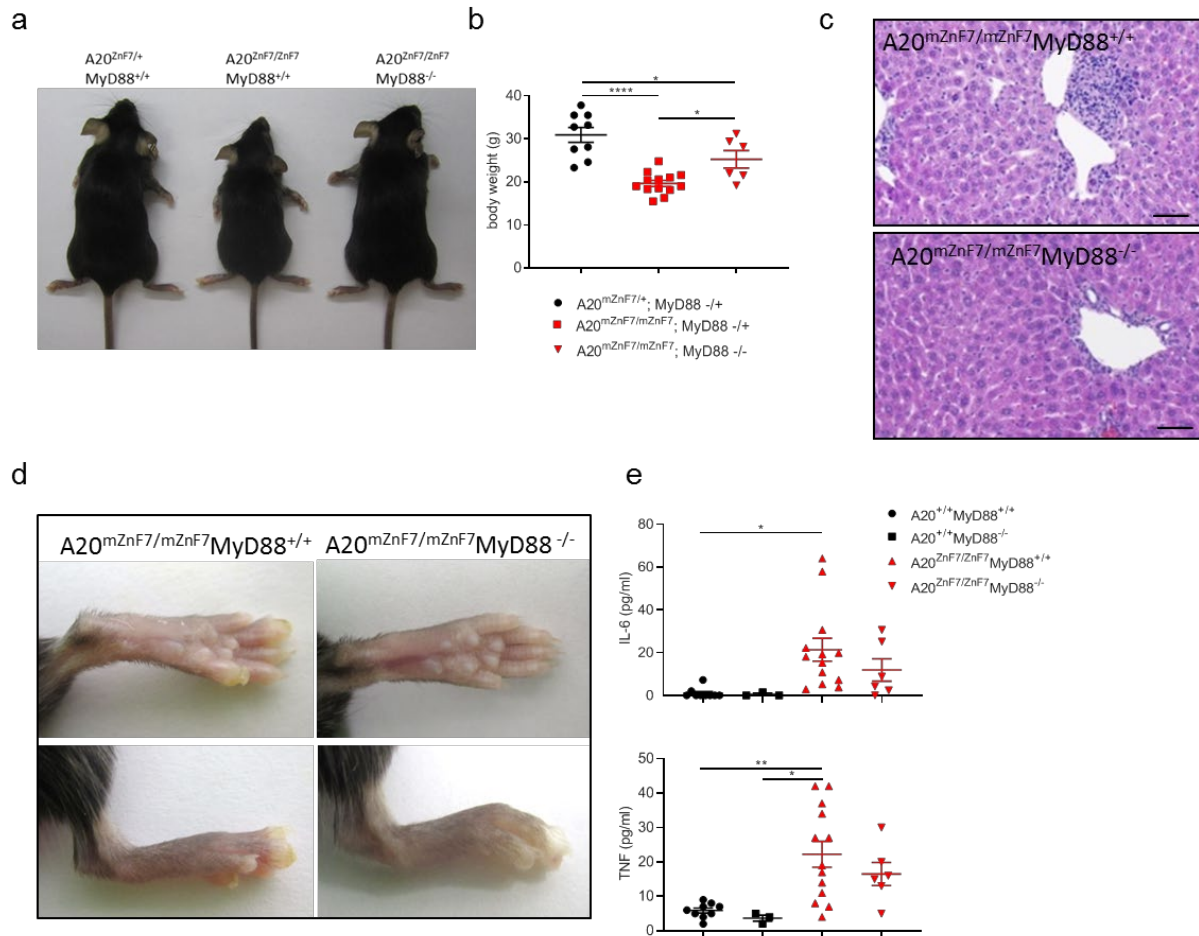 a
A20ZnF7/+
MyD88+/+
A20ZnF7/ZnF7
MyD88+/+
A20ZnF7/ZnF7
MyD88-/-
b
*
****
*
40
30
20
10
0
body weight (g)
A20mZnF7/+; MyD88 -/+
A20mZnF7/mZnF7; MyD88 -/+
A20mZnF7/mZnF7; MyD88 -/-
c
A20mZnF7/mZnF7MyD88+/+
A20mZnF7/mZnF7MyD88-/-
d
A20mZnF7/mZnF7MyD88+/+
A20mZnF7/mZnF7MyD88 -/-
e
A20+/+MyD88+/+
A20+/+MyD88-/-
A20ZnF7/ZnF7MyD88+/+
A20ZnF7/ZnF7MyD88-/-
*
80
60
40
20
0
IL-6 (pg/ml)
**
*
50
40
30
20
10
0
TNF (pg/ml)